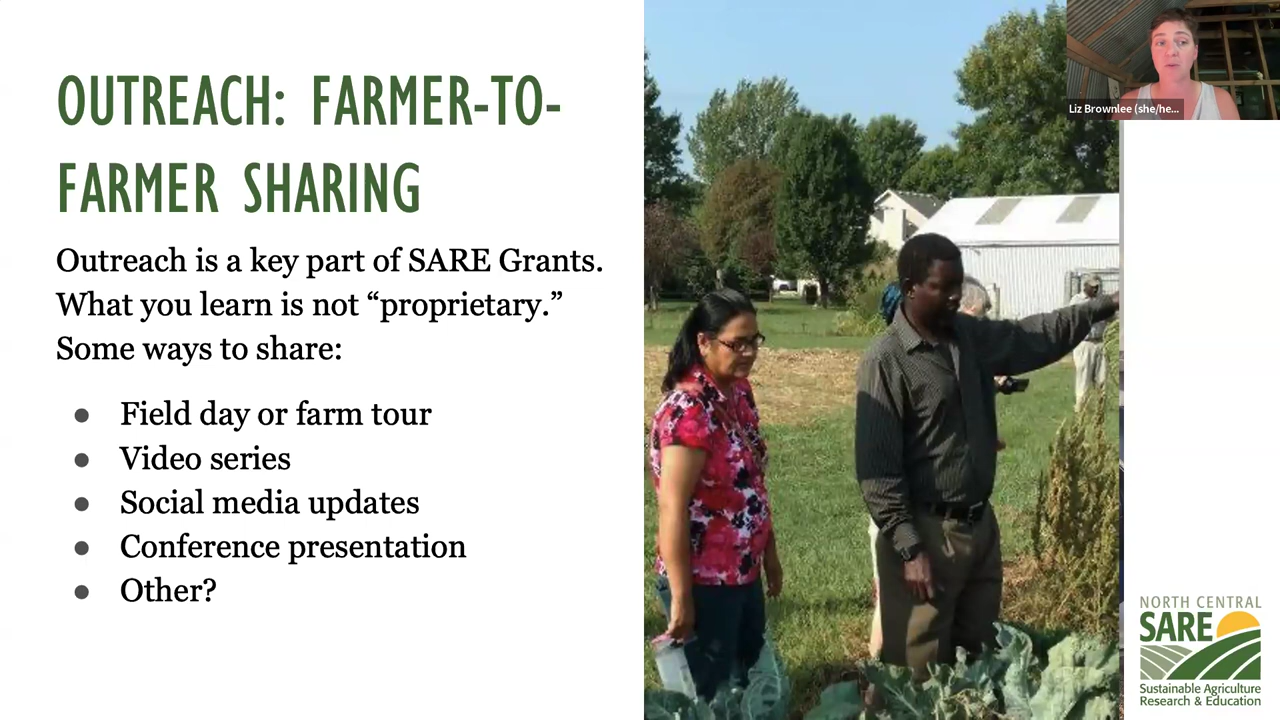 OUTREACH: FARMER-TO-
FARMER SHARING
Outreach is a key part of SARE Grants.
What you learn is not “proprietary.”
Some ways to share:
● Field day or farm tour
● Video series
● Social media updates
● Conference presentation
● Other?
Liz Brownlee (she/he...
NORTH CENTRAL
SARE
Sustainable Agriculture
Research & Education